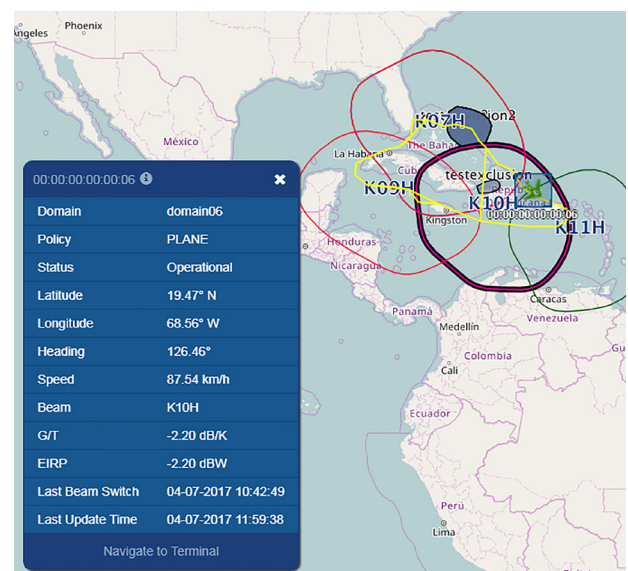 Phoenix
Angeles
K07H
ion2
La Habana
The Baha
México
Cuba
testexclusion
K09H
K10H
00:00:00:00:00:06
Kingston
K11H
Honduras
Nicaragua
Caracas
Panamá
Medellín
Venezuela
Colombia
Gu
Cali
Ecuador
Perú
Lima
00:00:00:00:00:06
Domain domain06
Policy PLANE
Status Operational
Latitude 19.47° N
Longitude 68.56° W
Heading 126.46°
Speed 87.54 km/h
Beam K10H
G/T -2.20 dB/K
EIRP -2.20 dBW
Last Beam Switch 04-07-2017 10:42:49
Last Update Time 04-07-2017 11:59:38
Navigate to Terminal